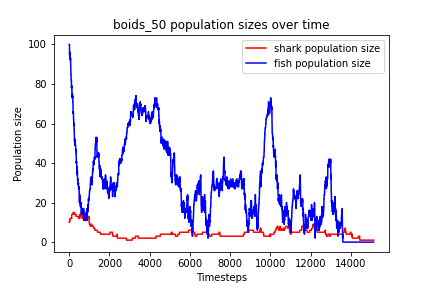 boids_50 population sizes over time
shark population size
fish population size
Population size
100
80
60
40
20
0
0 2000 4000 6000 8000 10000 12000 14000
Timesteps